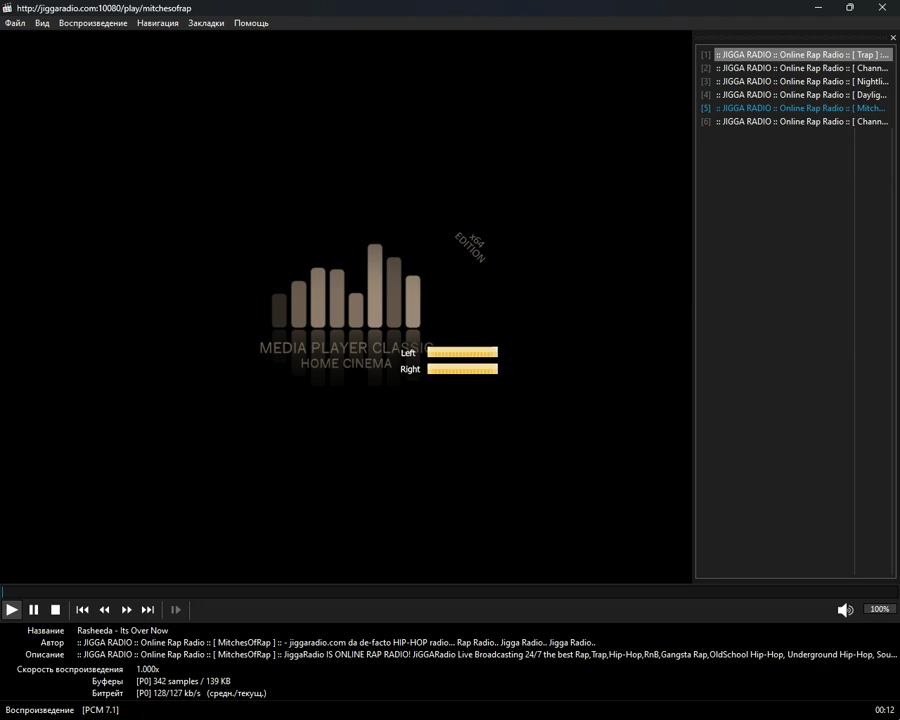 http://jiggaradio.com:10080/play/mitchesofrap
Файл Вид Воспроизведение Навигация Закладки Помощь
[1] :: JIGGA RADIO :: Online Rap Radio :: [ Trap ] :...
[2] :: JIGGA RADIO :: Online Rap Radio :: [ Chann...
[3] :: JIGGA RADIO :: Online Rap Radio :: [ Nightli...
[4] :: JIGGA RADIO :: Online Rap Radio :: [ Daylig...
[5] :: JIGGA RADIO :: Online Rap Radio :: [ Mitch...
[6] :: JIGGA RADIO :: Online Rap Radio :: [ Chann...
x64
EDITION
MEDIA PLAYER CLASSIC
HOME CINEMA
Left
Right
100%
Название Rasheeda - Its Over Now
Автор :: JIGGA RADIO :: Online Rap Radio :: [ MitchesOfRap ] :: - jiggaradio.com da de-facto HIP-HOP radio... Rap Radio.. Jigga Radio.. Jigga Radio..
Описание :: JIGGA RADIO :: Online Rap Radio :: [ MitchesOfRap ] :: JiggaRadio IS ONLINE RAP RADIO! JiGGARadio Live Broadcasting 24/7 the best Rap,Trap,Hip-Hop,RnB,Gangsta Rap,OldSchool Hip-Hop, Underground Hip-Hop, Sou...
Скорость воспроизведения 1.000x
Буферы [P0] 342 samples / 139 KB
Битрейт [P0] 128/127 kb/s (средн./текущ.)
Воспроизведение [PCM 7.1] 00:12